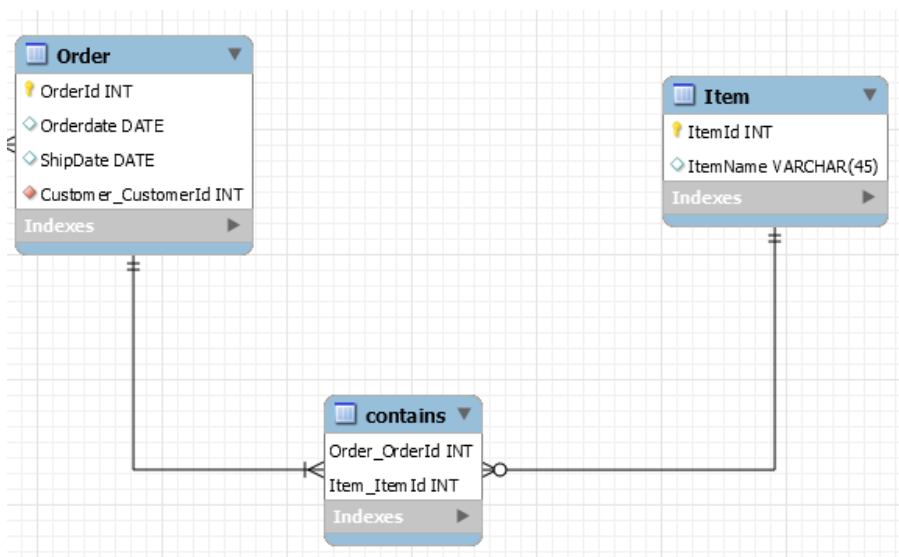 Order
OrderId INT
Orderdate DATE
ShipDate DATE
Customer_CustomerId INT
Indexes
Item
ItemId INT
ItemName VARCHAR(45)
Indexes
contains
Order_OrderId INT
Item_ItemId INT
Indexes